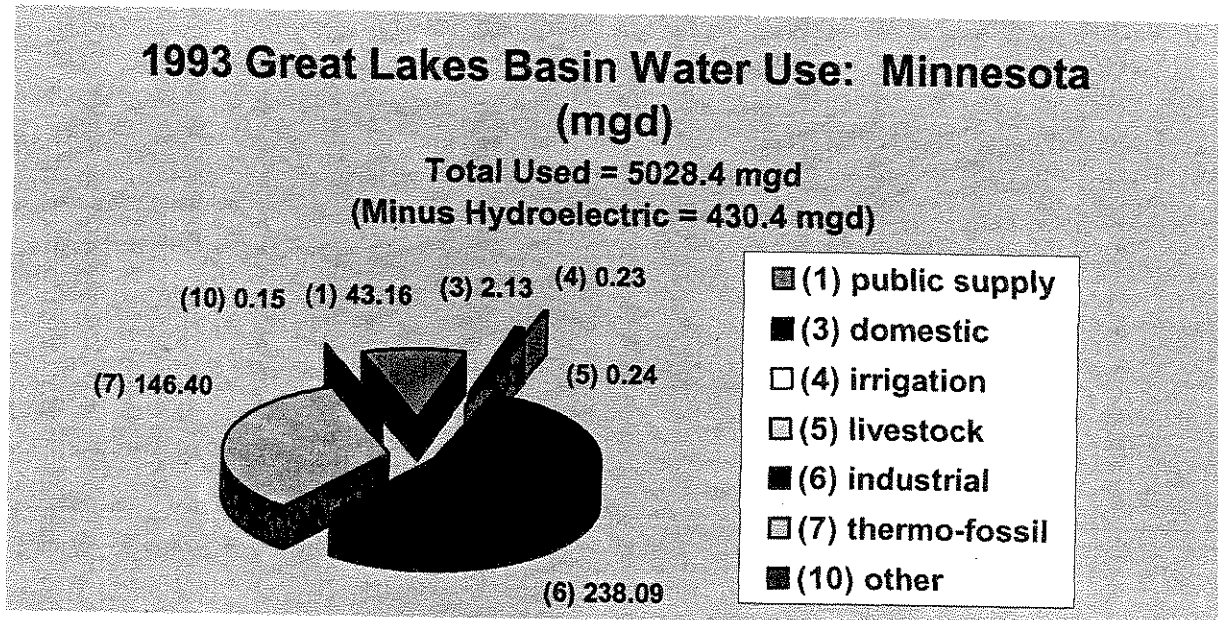 1993 Great Lakes Basin Water Use: Minnesota
(mgd)
Total Used = 5028.4 mgd
(Minus Hydroelectric = 430.4 mgd)
(10) 0.15 (1) 43.16 (3) 2.13 (4) 0.23
(7) 146.40
(5) 0.24
(6) 238.09
(1) public supply
(3) domestic
(4) irrigation
(5) livestock
(6) industrial
(7) thermo-fossil
(10) other